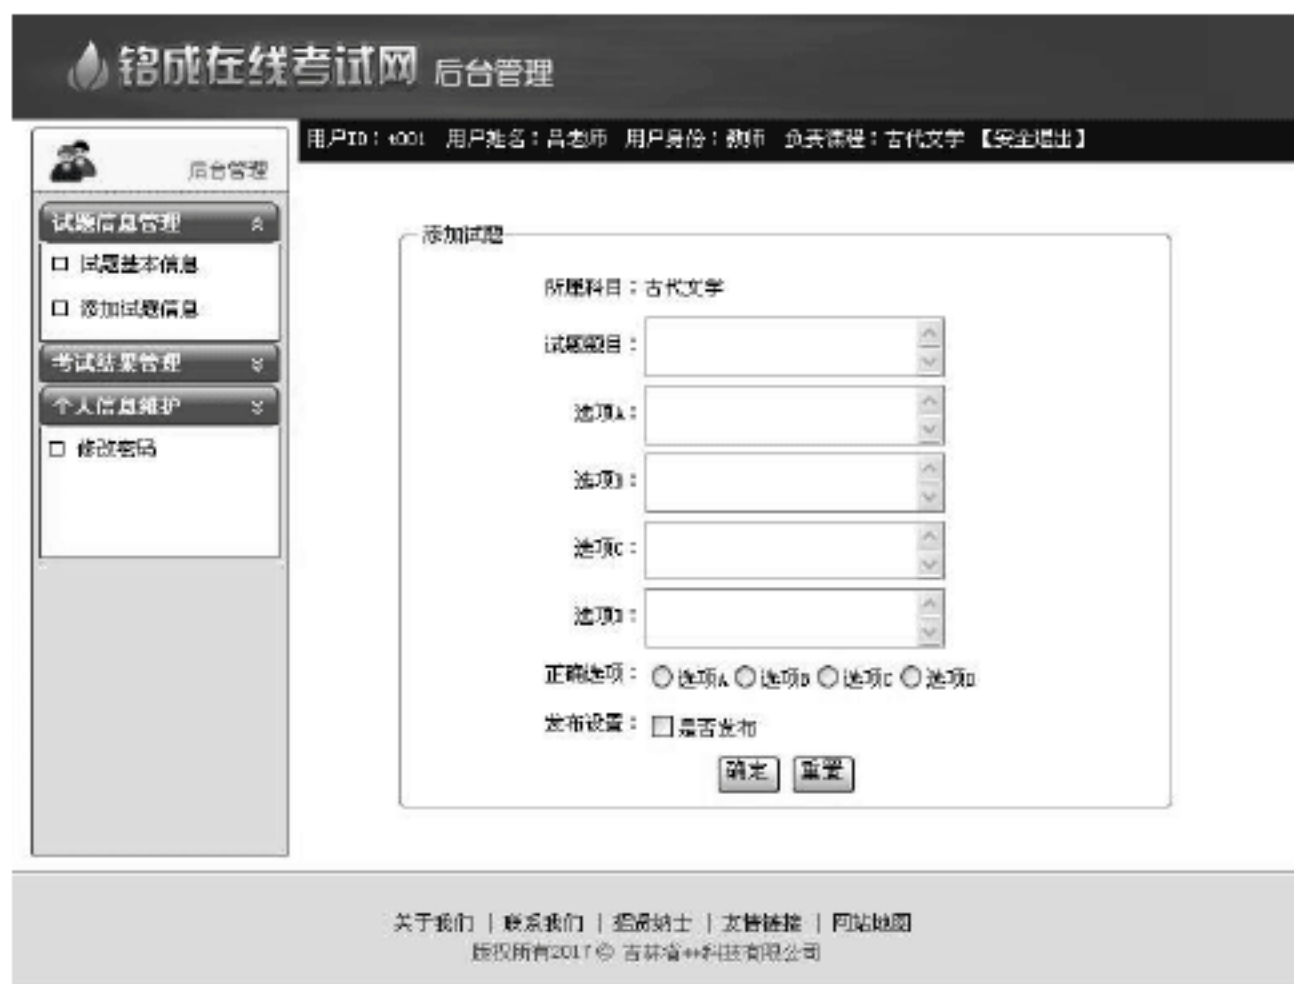 铭成在线考试网 后台管理
用户ID：t001 用户姓名：吕老师 用户身份：教师 负责课程：古代文学 【安全退出】
后台管理
试题信息管理
试题基本信息
添加试题信息
考试结果管理
个人信息维护
修改密码
添加试题
所属科目：古代文学
试题题目：
选项A：
选项B：
选项C：
选项D：
正确选项： 选项A 选项B 选项C 选项D
发布设置： 是否发布
确定 重置
关于我们 | 联系我们 | 招贤纳士 | 友情链接 | 网站地图
版权所有2017 © 吉林省**科技有限公司